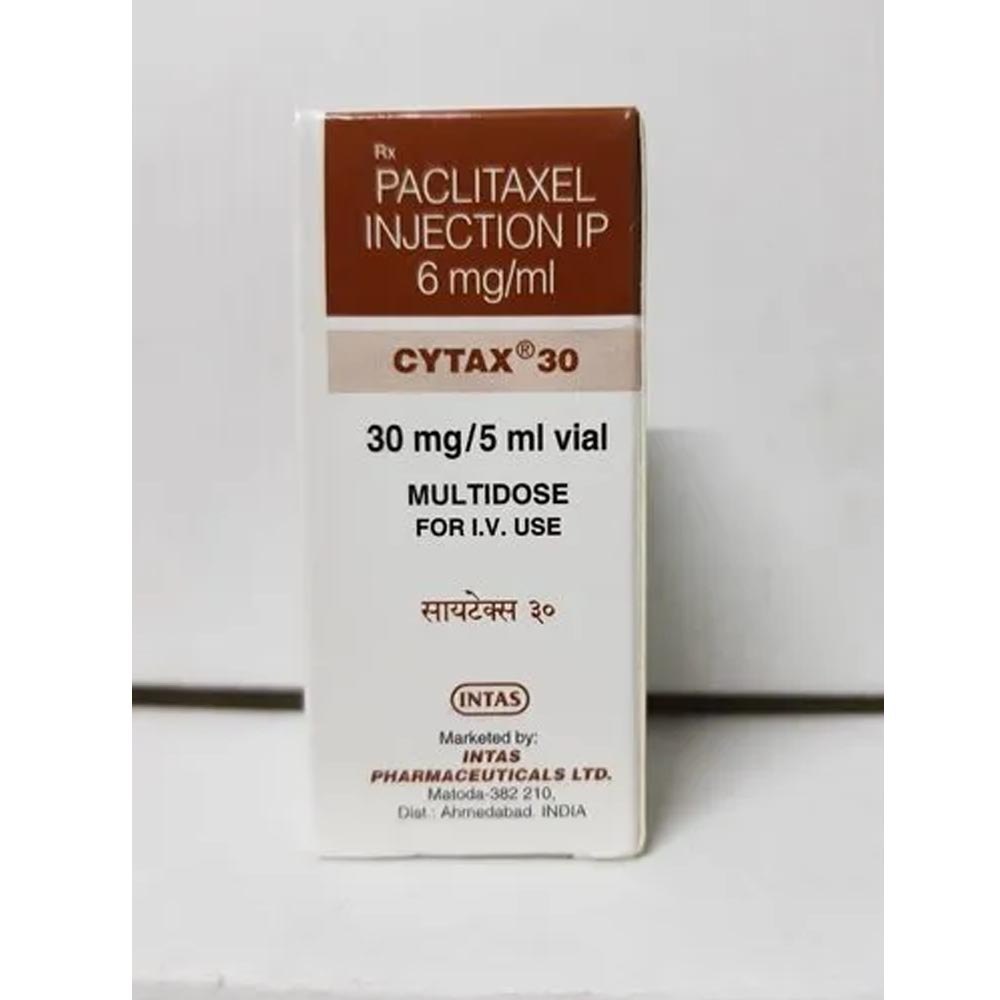 Rx
PACLITAXEL
INJECTION IP
6 mg/ml
CYTAX® 30
30 mg/5 ml vial
MULTIDOSE
FOR I.V. USE
सायटेक्स ३०
INTAS
Marketed by:
INTAS
PHARMACEUTICALS LTD.
Matoda-382 210,
Dist.: Ahmedabad. INDIA